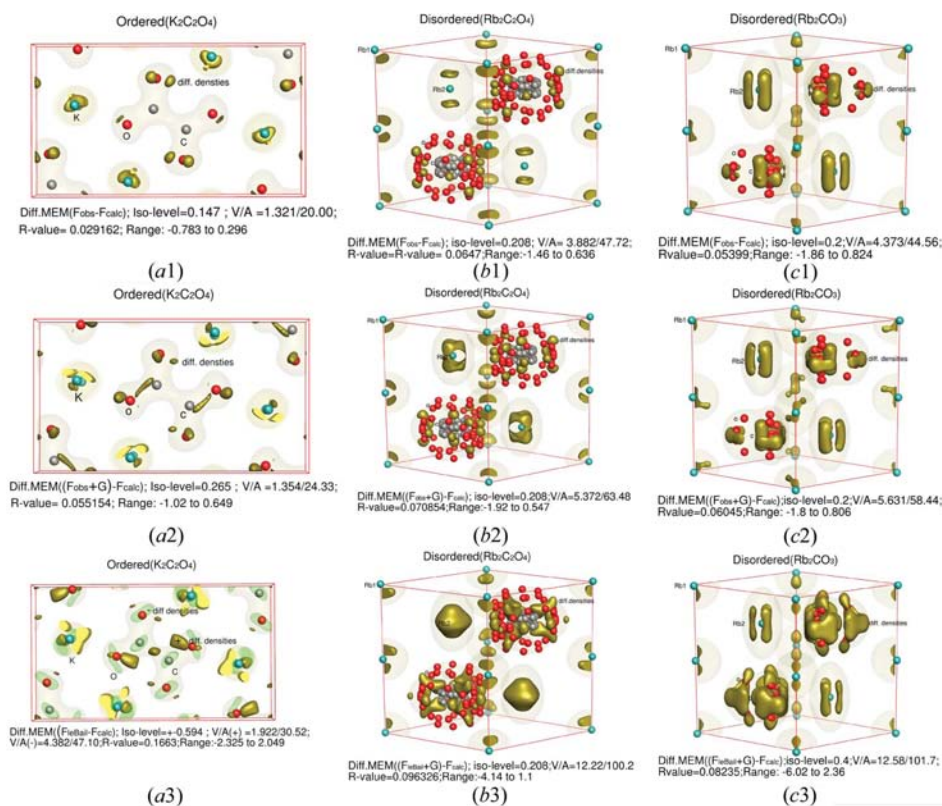 Ordered(K2C2O4)
Disordered(Rb2C2O4)
Disordered(Rb2CO3)
diff. densties
K
O
C
Rb1
Rb2
diff.densities
Rb1
Rb2
diff. densities
o
c
Diff.MEM(Fobs-Fcalc); Iso-level=0.147 ; V/A =1.321/20.00;
R-value= 0.029162; Range: -0.783 to 0.296
Diff.MEM(Fobs-Fcalc); iso-level=0.208; V/A= 3.882/47.72;
R-value=R-value= 0.0647;Range:-1.46 to 0.636
Diff.MEM(Fobs-Fcalc); iso-level=0.2;V/A=4.373/44.56;
Rvalue=0.05399;Range: -1.86 to 0.824
(a1)
(b1)
(c1)
Ordered(K2C2O4)
Disordered(Rb2C2O4)
Disordered(Rb2CO3)
diff. densties
K
o
C
Rb1
diff.densities
Rb1
Rb2
diff. densities
o
c
Diff.MEM((Fobs+G)-Fcalc); Iso-level=0.265 ; V/A =1.354/24.33;
R-value= 0.055154; Range: -1.02 to 0.649
Diff.MEM((Fobs+G)-Fcalc); iso-level=0.208;V/A=5.372/63.48
R-value=0.070854;Range:-1.92 to 0.547
Diff.MEM((Fobs+G)-Fcalc);iso-level=0.2;V/A=5.631/58.44;
Rvalue=0.06045;Range: -1.8 to 0.806
(a2)
(b2)
(c2)
Ordered(K2C2O4)
Disordered(Rb2C2O4)
Disordered(Rb2CO3)
diff densities
diff. densities
K
O
C
Rb1
diff.densities
Rb1
Rb2
diff. densities
Diff.MEM((FleBail-Fcalc); Iso-level=+-0.594 ; V/A(+) =1.922/30.52;
V/A(-)=4.382/47.10;R-value=0.1663;Range:-2.325 to 2.049
Diff.MEM((FleBail+G)-Fcalc); iso-level=0.208;V/A=12.22/100.2
R-value=0.096326;Range:-4.14 to 1.1
Diff.MEM((FleBail+G)-Fcalc);iso-level=0.4;V/A=12.58/101.7;
Rvalue=0.08235;Range: -6.02 to 2.36
(a3)
(b3)
(c3)